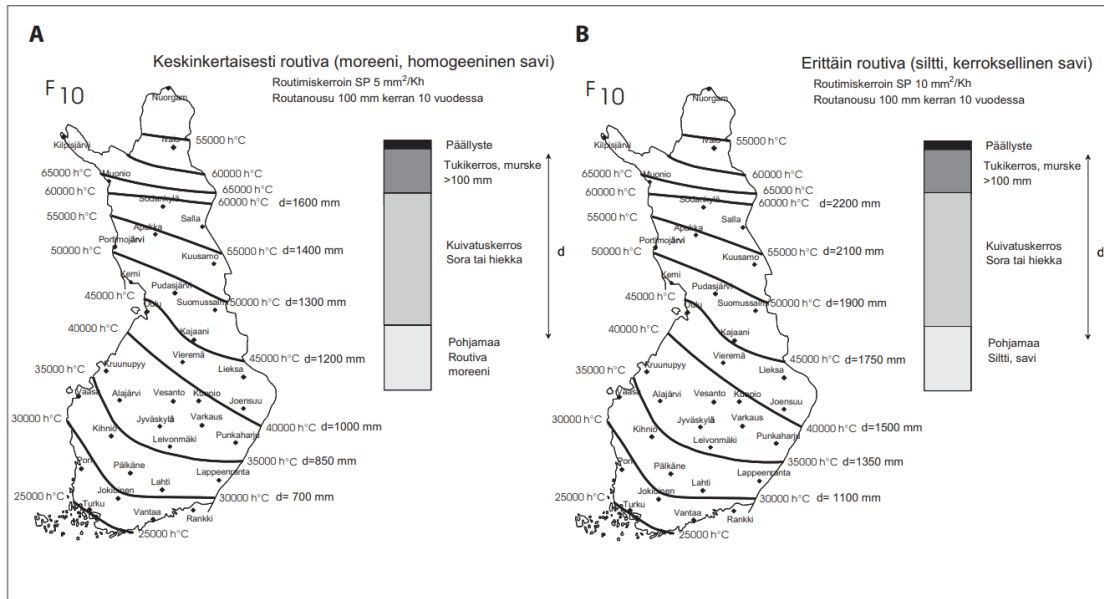 A
Keskinkertaisesti routiva (moreeni, homogeeninen savi)
Routimiskerroin SP 5 mm²/Kh
Routanousu 100 mm kerran 10 vuodessa
F10
Nuorgam
Kilpisjärvi
Ivalo
55000 h°C
Päällyste
Tukikerros, murske
>100 mm
65000 h°C
Muonio
60000 h°C
60000 h°C
65000 h°C
Sodankylä
60000 h°C d=1600 mm
55000 h°C
Salla
Apukka
50000 h°C
Portimojärvi
55000 h°C d=1400 mm
Kuusamo
Kuivatuskerros
Sora tai hiekka
d
Kemi
45000 h°C
Pudasjärvi
Suomussalmi
50000 h°C d=1300 mm
Oulu
40000 h°C
Kajaani
Vieremä
45000 h°C d=1200 mm
Pohjamaa
Routiva
moreeni
35000 h°C
Kruunupyy
Lieksa
Vaasa
Alajärvi
Vesanto
Kuopio
Joensuu
30000 h°C
Kihnio
Jyväskylä
Varkaus
40000 h°C d=1000 mm
Leivonmäki
Punkaharju
Pori
Pälkäne
35000 h°C d=850 mm
Lappeenranta
25000 h°C
Jokioinen
Lahti
30000 h°C d= 700 mm
Turku
Vantaa
Rankki
25000 h°C
B
Erittäin routiva (siltti, kerroksellinen savi)
Routimiskerroin SP 10 mm²/Kh
Routanousu 100 mm kerran 10 vuodessa
F10
Nuorgam
Kilpisjärvi
Ivalo
55000 h°C
Päällyste
Tukikerros, murske
>100 mm
65000 h°C
Muonio
60000 h°C
60000 h°C
65000 h°C
Sodankylä
60000 h°C d=2200 mm
55000 h°C
Salla
Apukka
50000 h°C
Portimojärvi
55000 h°C d=2100 mm
Kuusamo
Kuivatuskerros
Sora tai hiekka
d
Kemi
45000 h°C
Pudasjärvi
Suomussalmi
50000 h°C d=1900 mm
Oulu
40000 h°C
Kajaani
Vieremä
45000 h°C d=1750 mm
Pohjamaa
Siltti, savi
35000 h°C
Kruunupyy
Lieksa
Vaasa
Alajärvi
Vesanto
Kuopio
Joensuu
30000 h°C
Kihnio
Jyväskylä
Varkaus
40000 h°C d=1500 mm
Leivonmäki
Punkaharju
Pori
Pälkäne
35000 h°C d=1350 mm
Lappeenranta
25000 h°C
Jokioinen
Lahti
30000 h°C d= 1100 mm
Turku
Vantaa
Rankki
25000 h°C